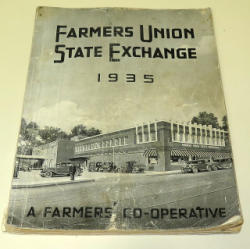 FARMERS UNION
STATE EXCHANGE
1935
A FARMERS' CO-OPERATIVE